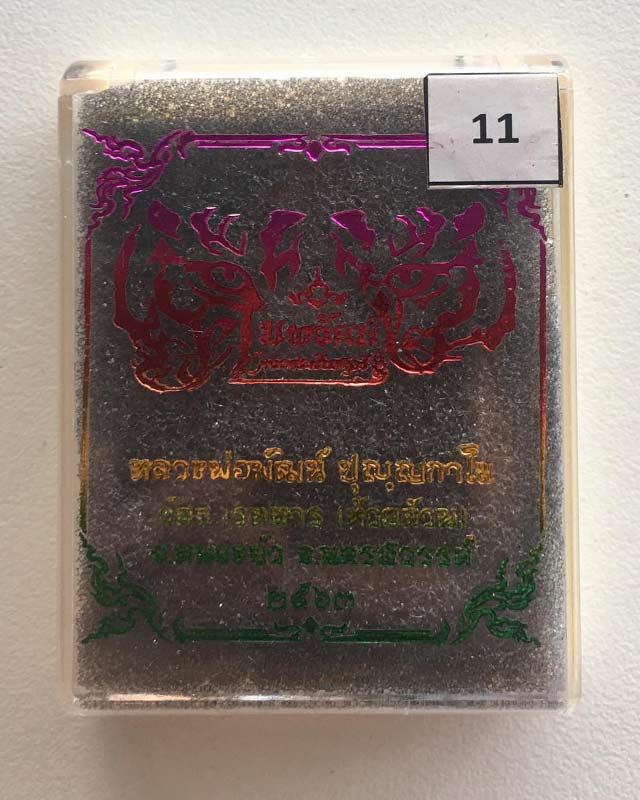 11
หลวงพ่อพัฒน์ ปุญฺญกาโม
วัดธารทหาร (ห้วยด้วน)
อ.หนองบัว จ.นครสวรรค์
๒๕๖๓